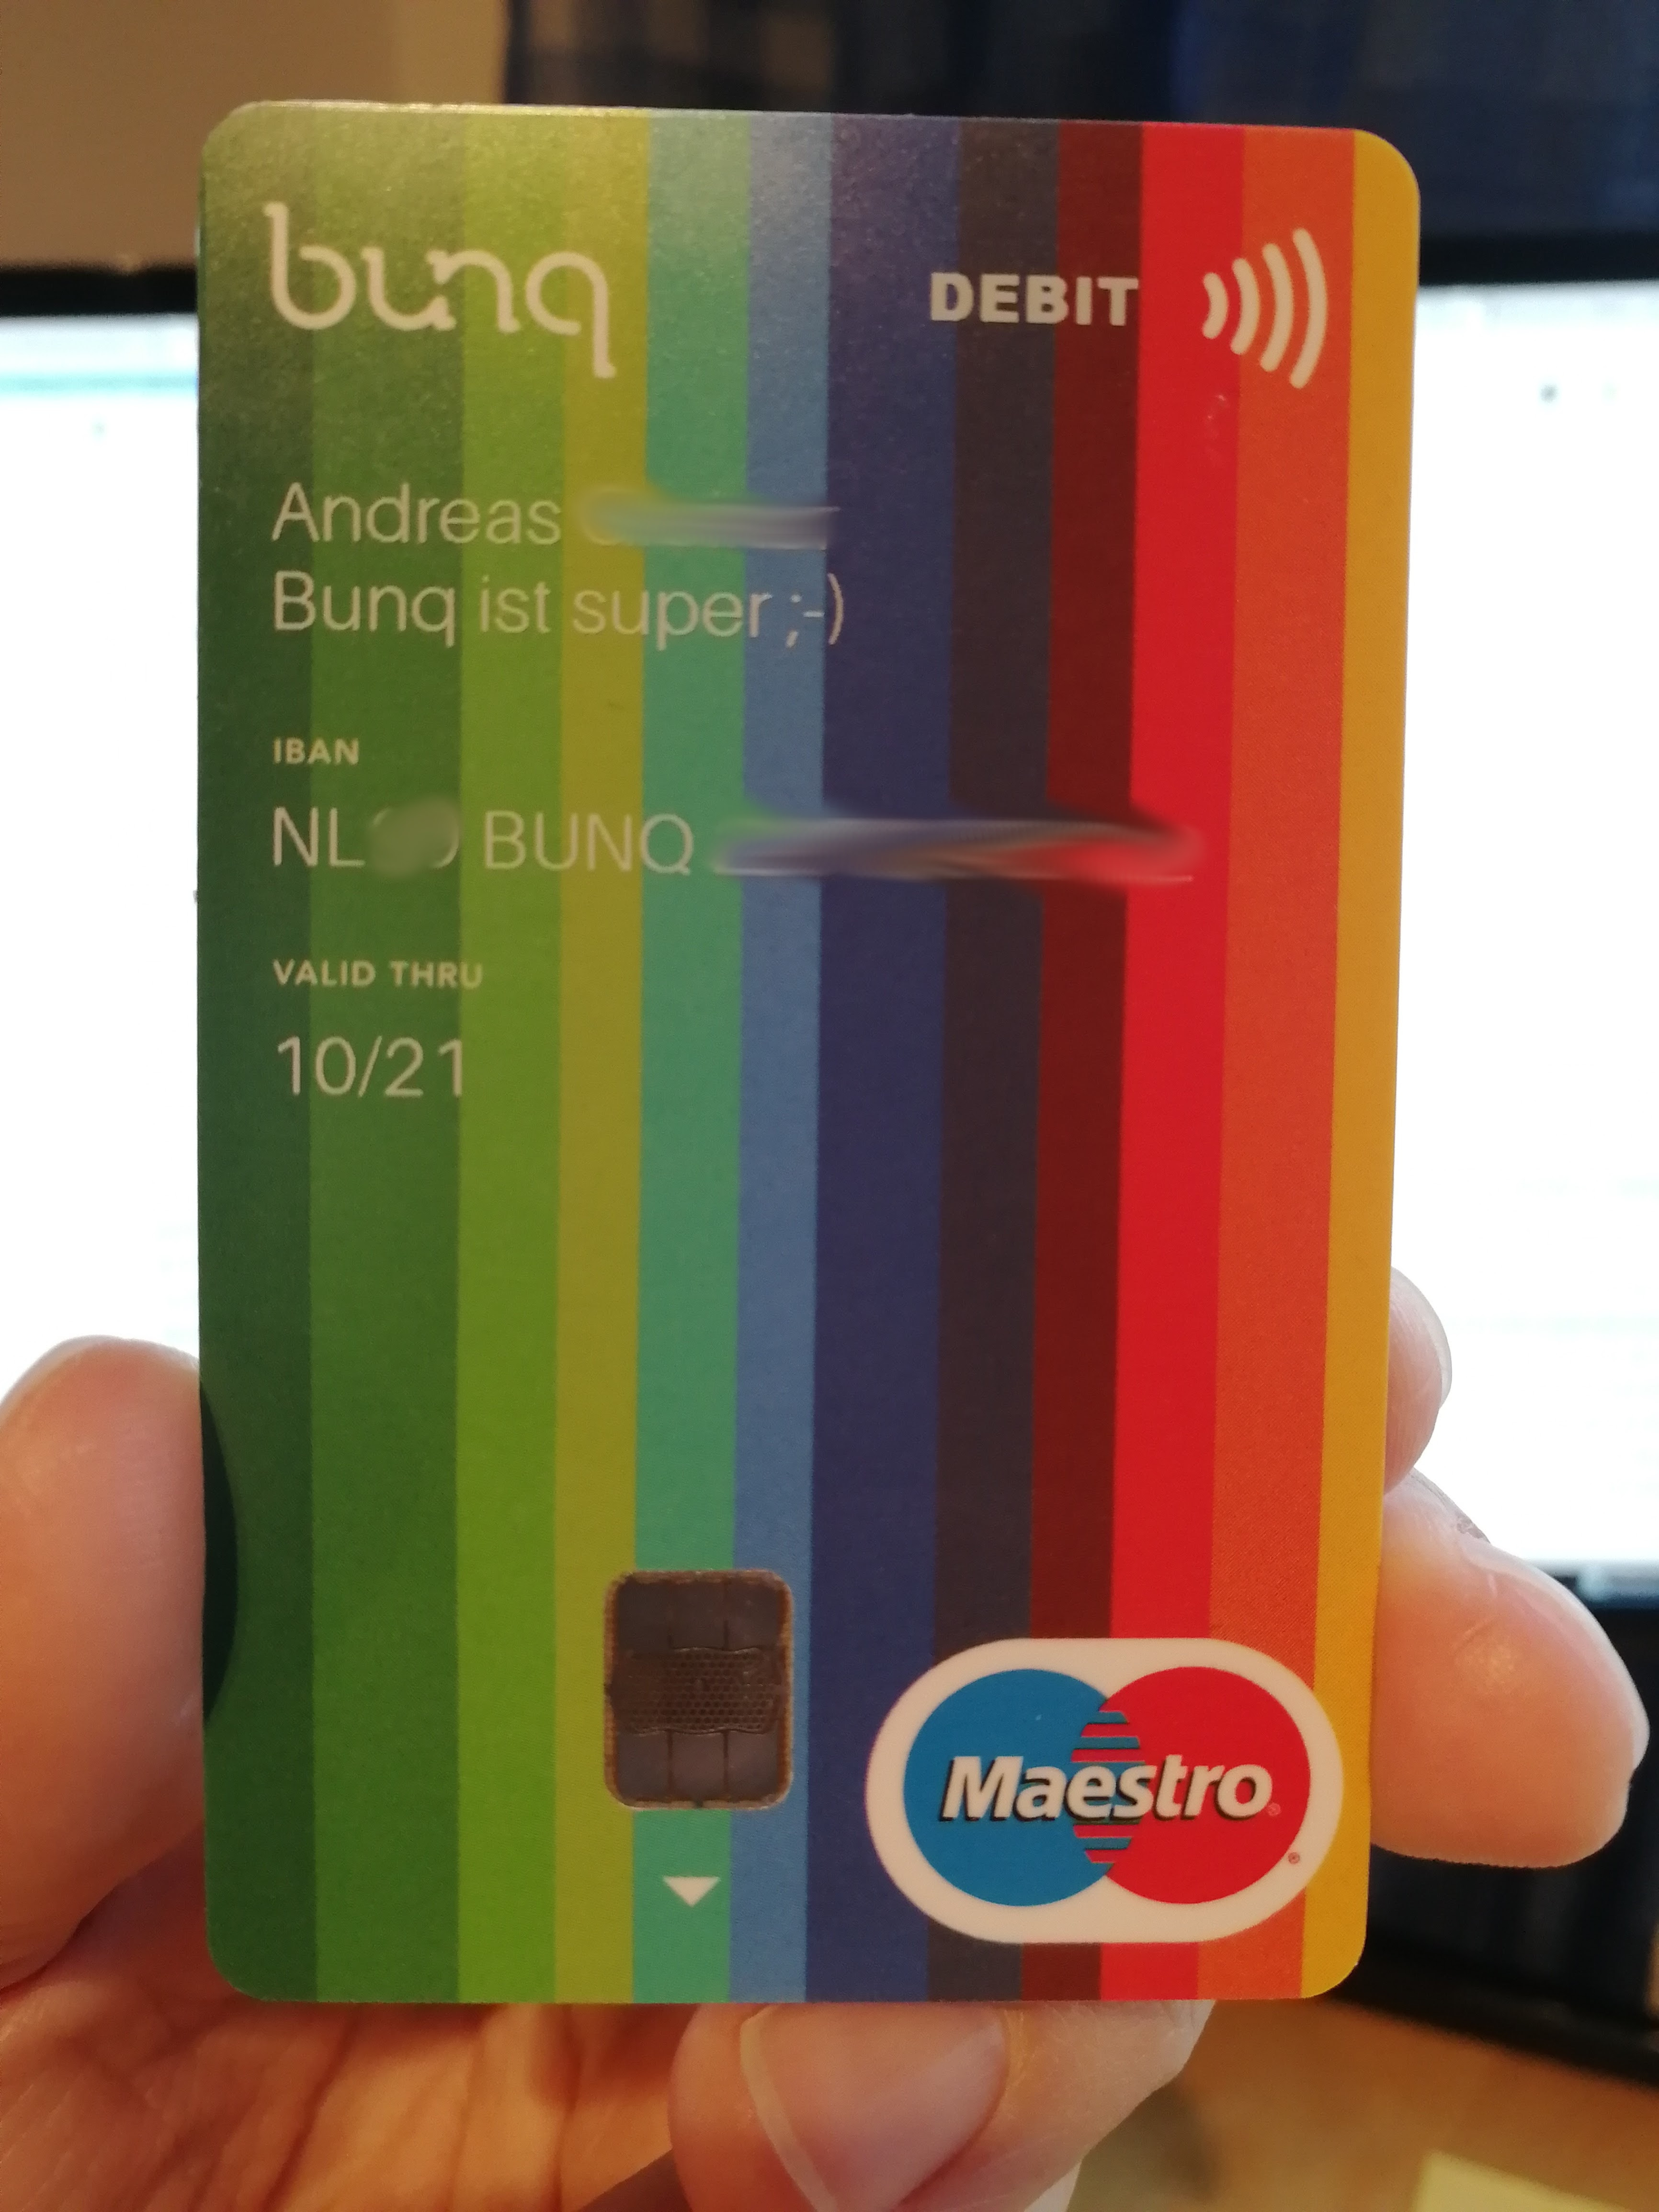 bunq
DEBIT
Andreas
Bunq ist super ;-)
IBAN
NL BUNQ
VALID THRU
10/21
Maestro